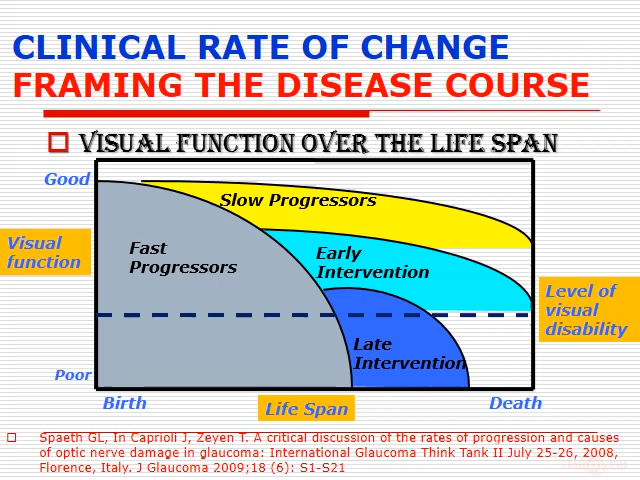 CLINICAL RATE OF CHANGE
FRAMING THE DISEASE COURSE
VISUAL FUNCTION OVER THE LIFE SPAN
Good
Slow Progressors
Visual
function
Fast
Progressors
Early
Intervention
Level of
visual
disability
Late
Intervention
Poor
Birth
Life Span
Death
Spaeth GL, In Caprioli J, Zeyen T. A critical discussion of the rates of progression and causes
of optic nerve damage in glaucoma: International Glaucoma Think Tank II July 25-26, 2008,
Florence, Italy. J Glaucoma 2009;18 (6): S1-S21